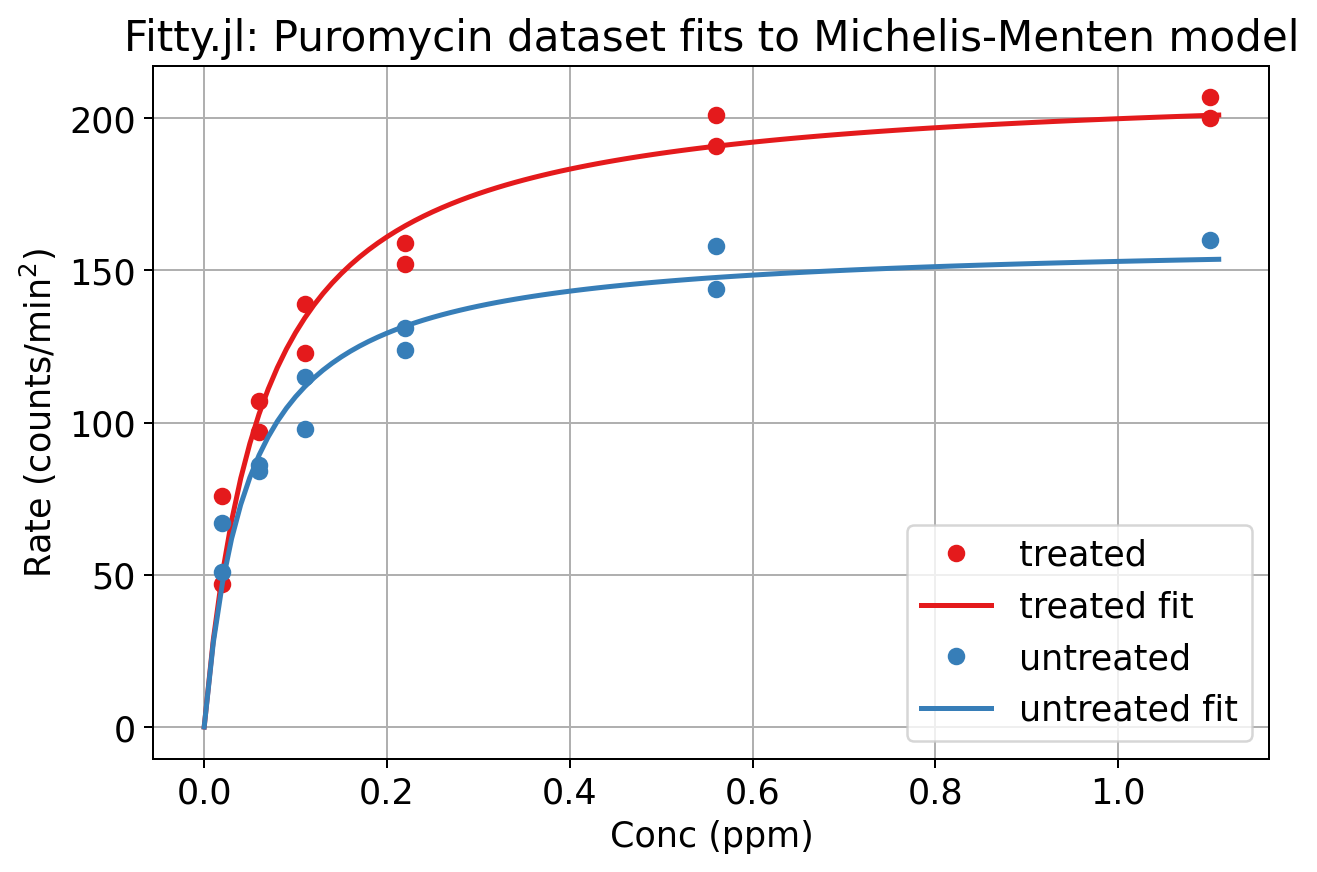 Fitty.jl: Puromycin dataset fits to Michelis-Menten model
Rate (counts/min²)
200
150
100
50
0
0.0 0.2 0.4 0.6 0.8 1.0
Conc (ppm)
treated
treated fit
untreated
untreated fit